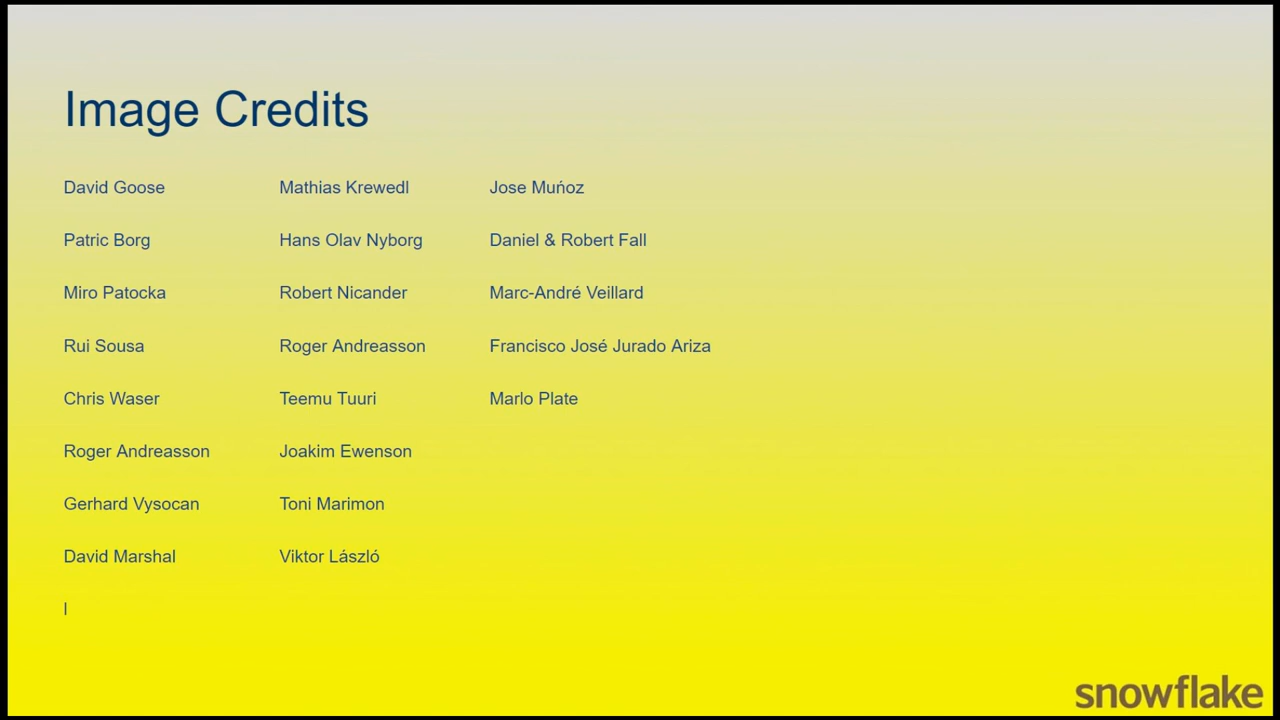 Image Credits
David Goose
Patric Borg
Miro Patocka
Rui Sousa
Chris Waser
Roger Andreasson
Gerhard Vysocan
David Marshal
l
Mathias Krewedl
Hans Olav Nyborg
Robert Nicander
Roger Andreasson
Teemu Tuuri
Joakim Ewenson
Toni Marimon
Viktor László
Jose Muńoz
Daniel & Robert Fall
Marc-André Veillard
Francisco José Jurado Ariza
Marlo Plate
snowflake